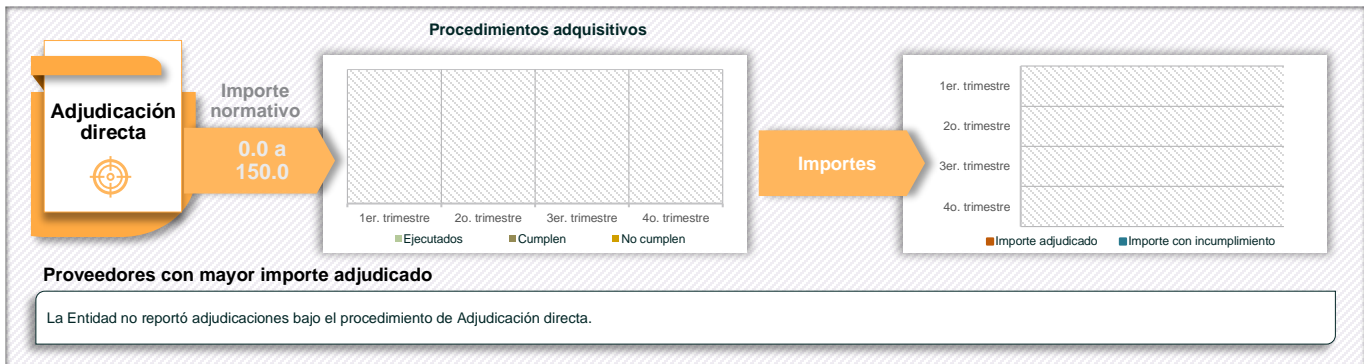 Procedimientos adquisitivos
Adjudicación
directa
Importe
normativo
0.0 a
150.0
1er. trimestre
2o. trimestre
3er. trimestre
4o. trimestre
Ejecutados
Cumplen
No cumplen
Importes
1er. trimestre
2o. trimestre
3er. trimestre
4o. trimestre
Importe adjudicado
Importe con incumplimiento
Proveedores con mayor importe adjudicado
La Entidad no reportó adjudicaciones bajo el procedimiento de Adjudicación directa.